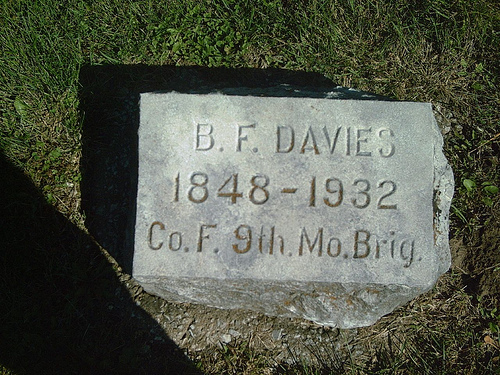 B. F. DAVIES
1848-1932
Co. F. 9th. Mo. Brig.